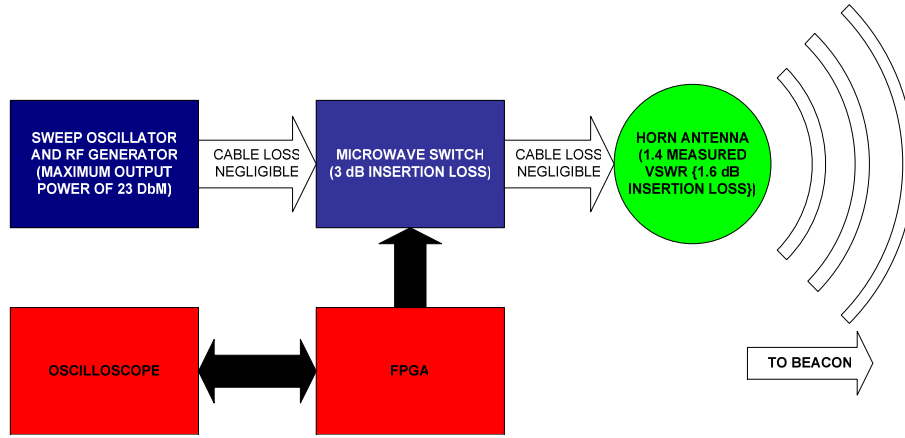 SWEEP OSCILLATOR
AND RF GENERATOR
(MAXIMUM OUTPUT
POWER OF 23 DbM)
CABLE LOSS
NEGLIGIBLE
MICROWAVE SWITCH
(3 dB INSERTION LOSS)
CABLE LOSS
NEGLIGIBLE
HORN ANTENNA
(1.4 MEASURED
VSWR {1.6 dB
INSERTION LOSS})
OSCILLOSCOPE
FPGA
TO BEACON